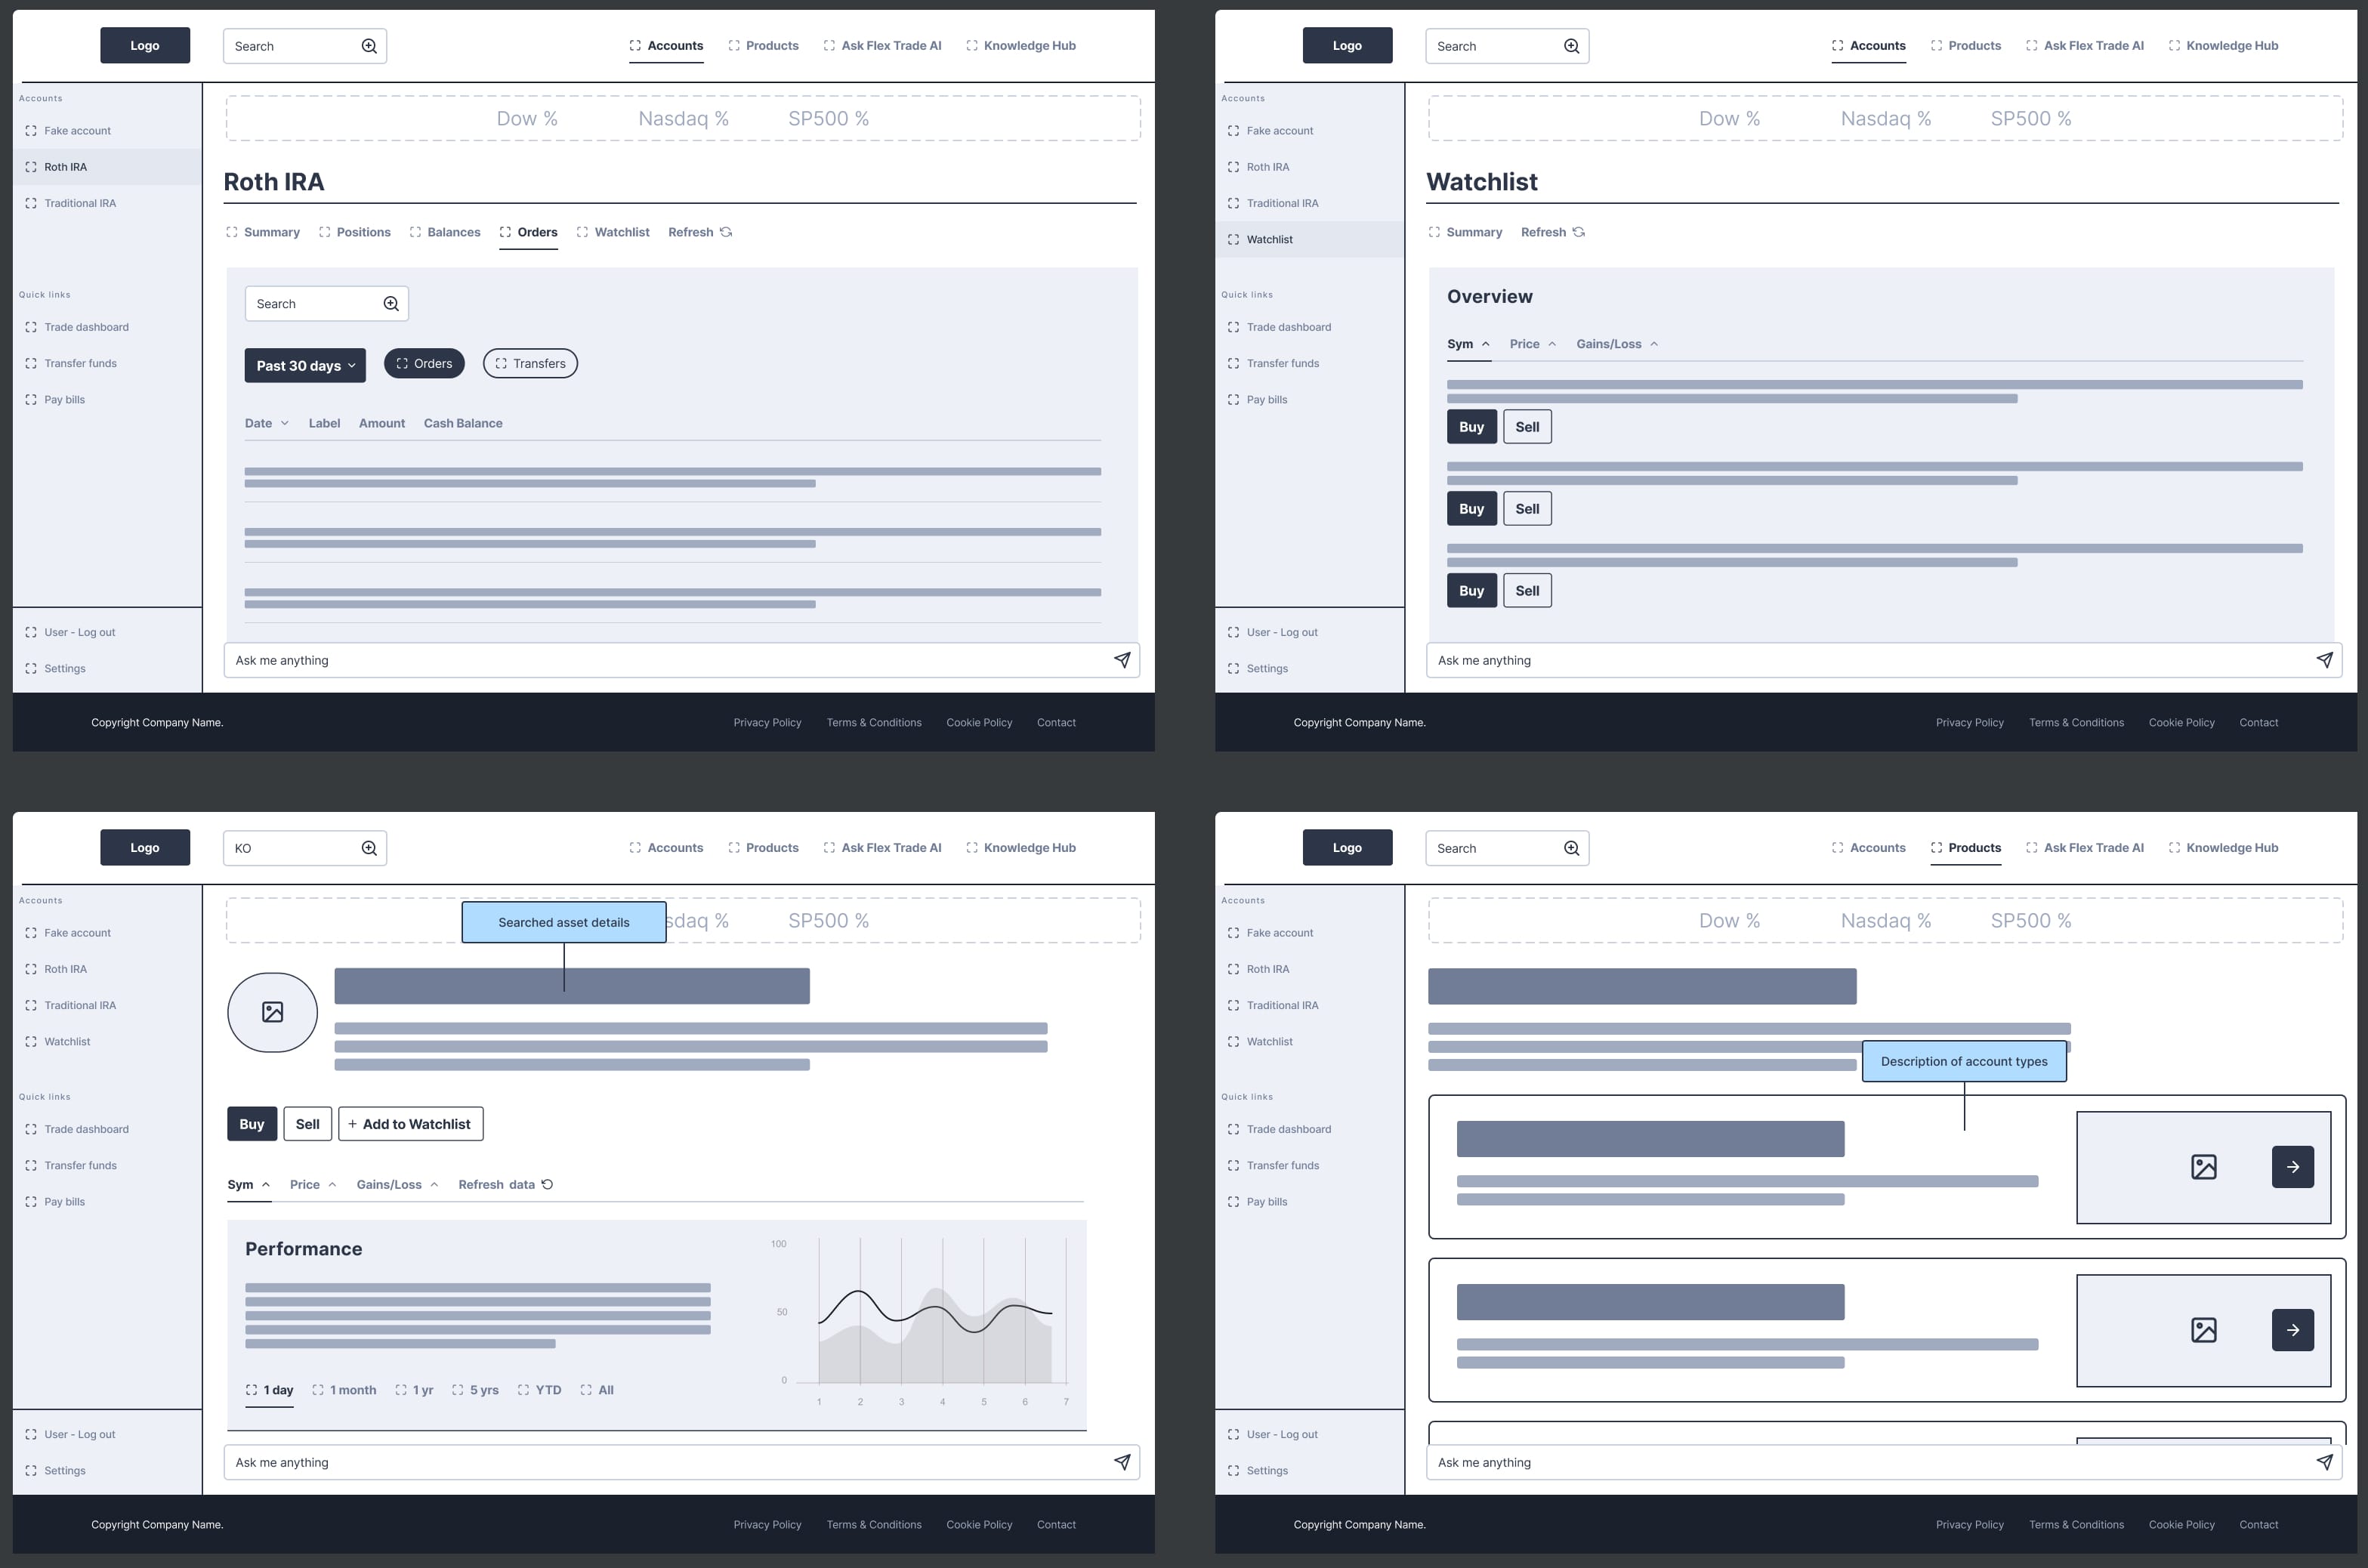 Logo
Search
Accounts Products Ask Flex Trade AI Knowledge Hub
Accounts
Fake account
Roth IRA
Traditional IRA
Quick links
Trade dashboard
Transfer funds
Pay bills
User - Log out
Settings
Dow % Nasdaq % SP500 %
Roth IRA
Summary Positions Balances Orders Watchlist Refresh
Search
Past 30 days Orders Transfers
Date Label Amount Cash Balance
Ask me anything
Copyright Company Name. Privacy Policy Terms & Conditions Cookie Policy Contact
Logo
Search
Accounts Products Ask Flex Trade AI Knowledge Hub
Accounts
Fake account
Roth IRA
Traditional IRA
Watchlist
Quick links
Trade dashboard
Transfer funds
Pay bills
User - Log out
Settings
Dow % Nasdaq % SP500 %
Watchlist
Summary Refresh
Overview
Sym Price Gains/Loss
Buy Sell
Buy Sell
Buy Sell
Ask me anything
Copyright Company Name. Privacy Policy Terms & Conditions Cookie Policy Contact
Logo
KO
Accounts Products Ask Flex Trade AI Knowledge Hub
Accounts
Fake account
Roth IRA
Traditional IRA
Watchlist
Quick links
Trade dashboard
Transfer funds
Pay bills
User - Log out
Settings
Searched asset details
sdaq % SP500 %
Buy Sell + Add to Watchlist
Sym Price Gains/Loss Refresh data
Performance
1 day 1 month 1 yr 5 yrs YTD All
100
50
0
1 2 3 4 5 6 7
Ask me anything
Copyright Company Name. Privacy Policy Terms & Conditions Cookie Policy Contact
Logo
Search
Accounts Products Ask Flex Trade AI Knowledge Hub
Accounts
Fake account
Roth IRA
Traditional IRA
Watchlist
Quick links
Trade dashboard
Transfer funds
Pay bills
User - Log out
Settings
Dow % Nasdaq % SP500 %
Description of account types
Ask me anything
Copyright Company Name. Privacy Policy Terms & Conditions Cookie Policy Contact